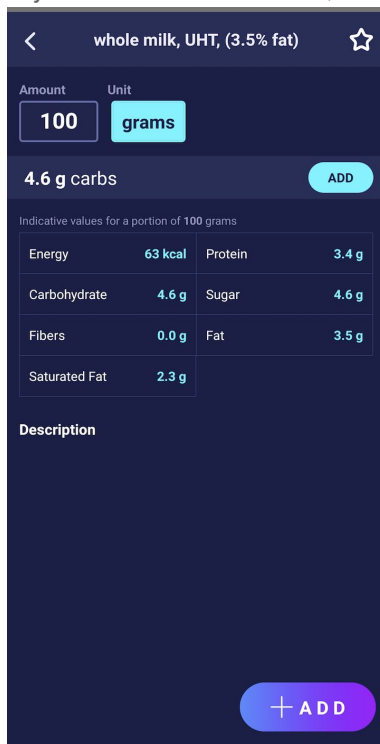 whole milk, UHT, (3.5% fat)
Amount Unit
100 grams
4.6 g carbs ADD
Indicative values for a portion of 100 grams
Energy 63 kcal Protein 3.4 g
Carbohydrate 4.6 g Sugar 4.6 g
Fibers 0.0 g Fat 3.5 g
Saturated Fat 2.3 g
Description
+ ADD